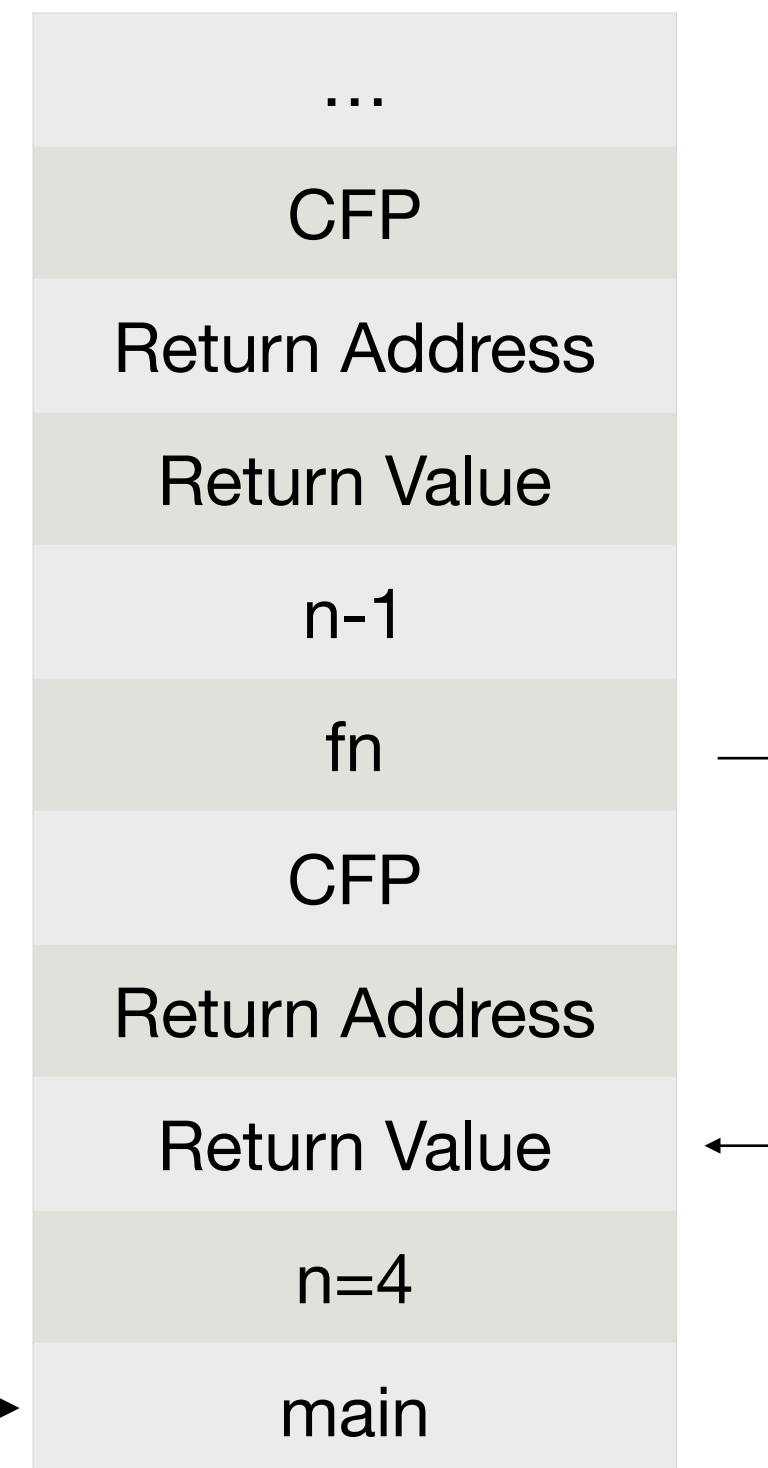 ...
CFP
Return Address
Return Value
n-1
fn
CFP
Return Address
Return Value
n=4
main